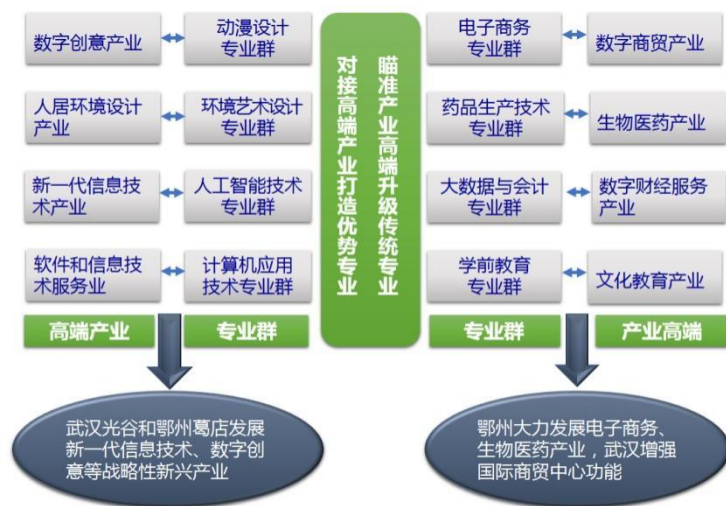 数字创意产业
动漫设计
专业群
人居环境设计
产业
环境艺术设计
专业群
新一代信息技
术产业
人工智能技术
专业群
软件和信息技
术服务业
计算机应用
技术专业群
高端产业
专业群
武汉光谷和鄂州葛店发展
新一代信息技术、数字创
意等战略性新兴产业
对接高端产业打造优势专业
瞄准产业高端升级传统专业
电子商务
专业群
数字商贸产业
药品生产技术
专业群
生物医药产业
大数据与会计
专业群
数字财经服务
产业
学前教育
专业群
文化教育产业
专业群
产业高端
鄂州大力发展电子商务、
生物医药产业，武汉增强
国际商贸中心功能